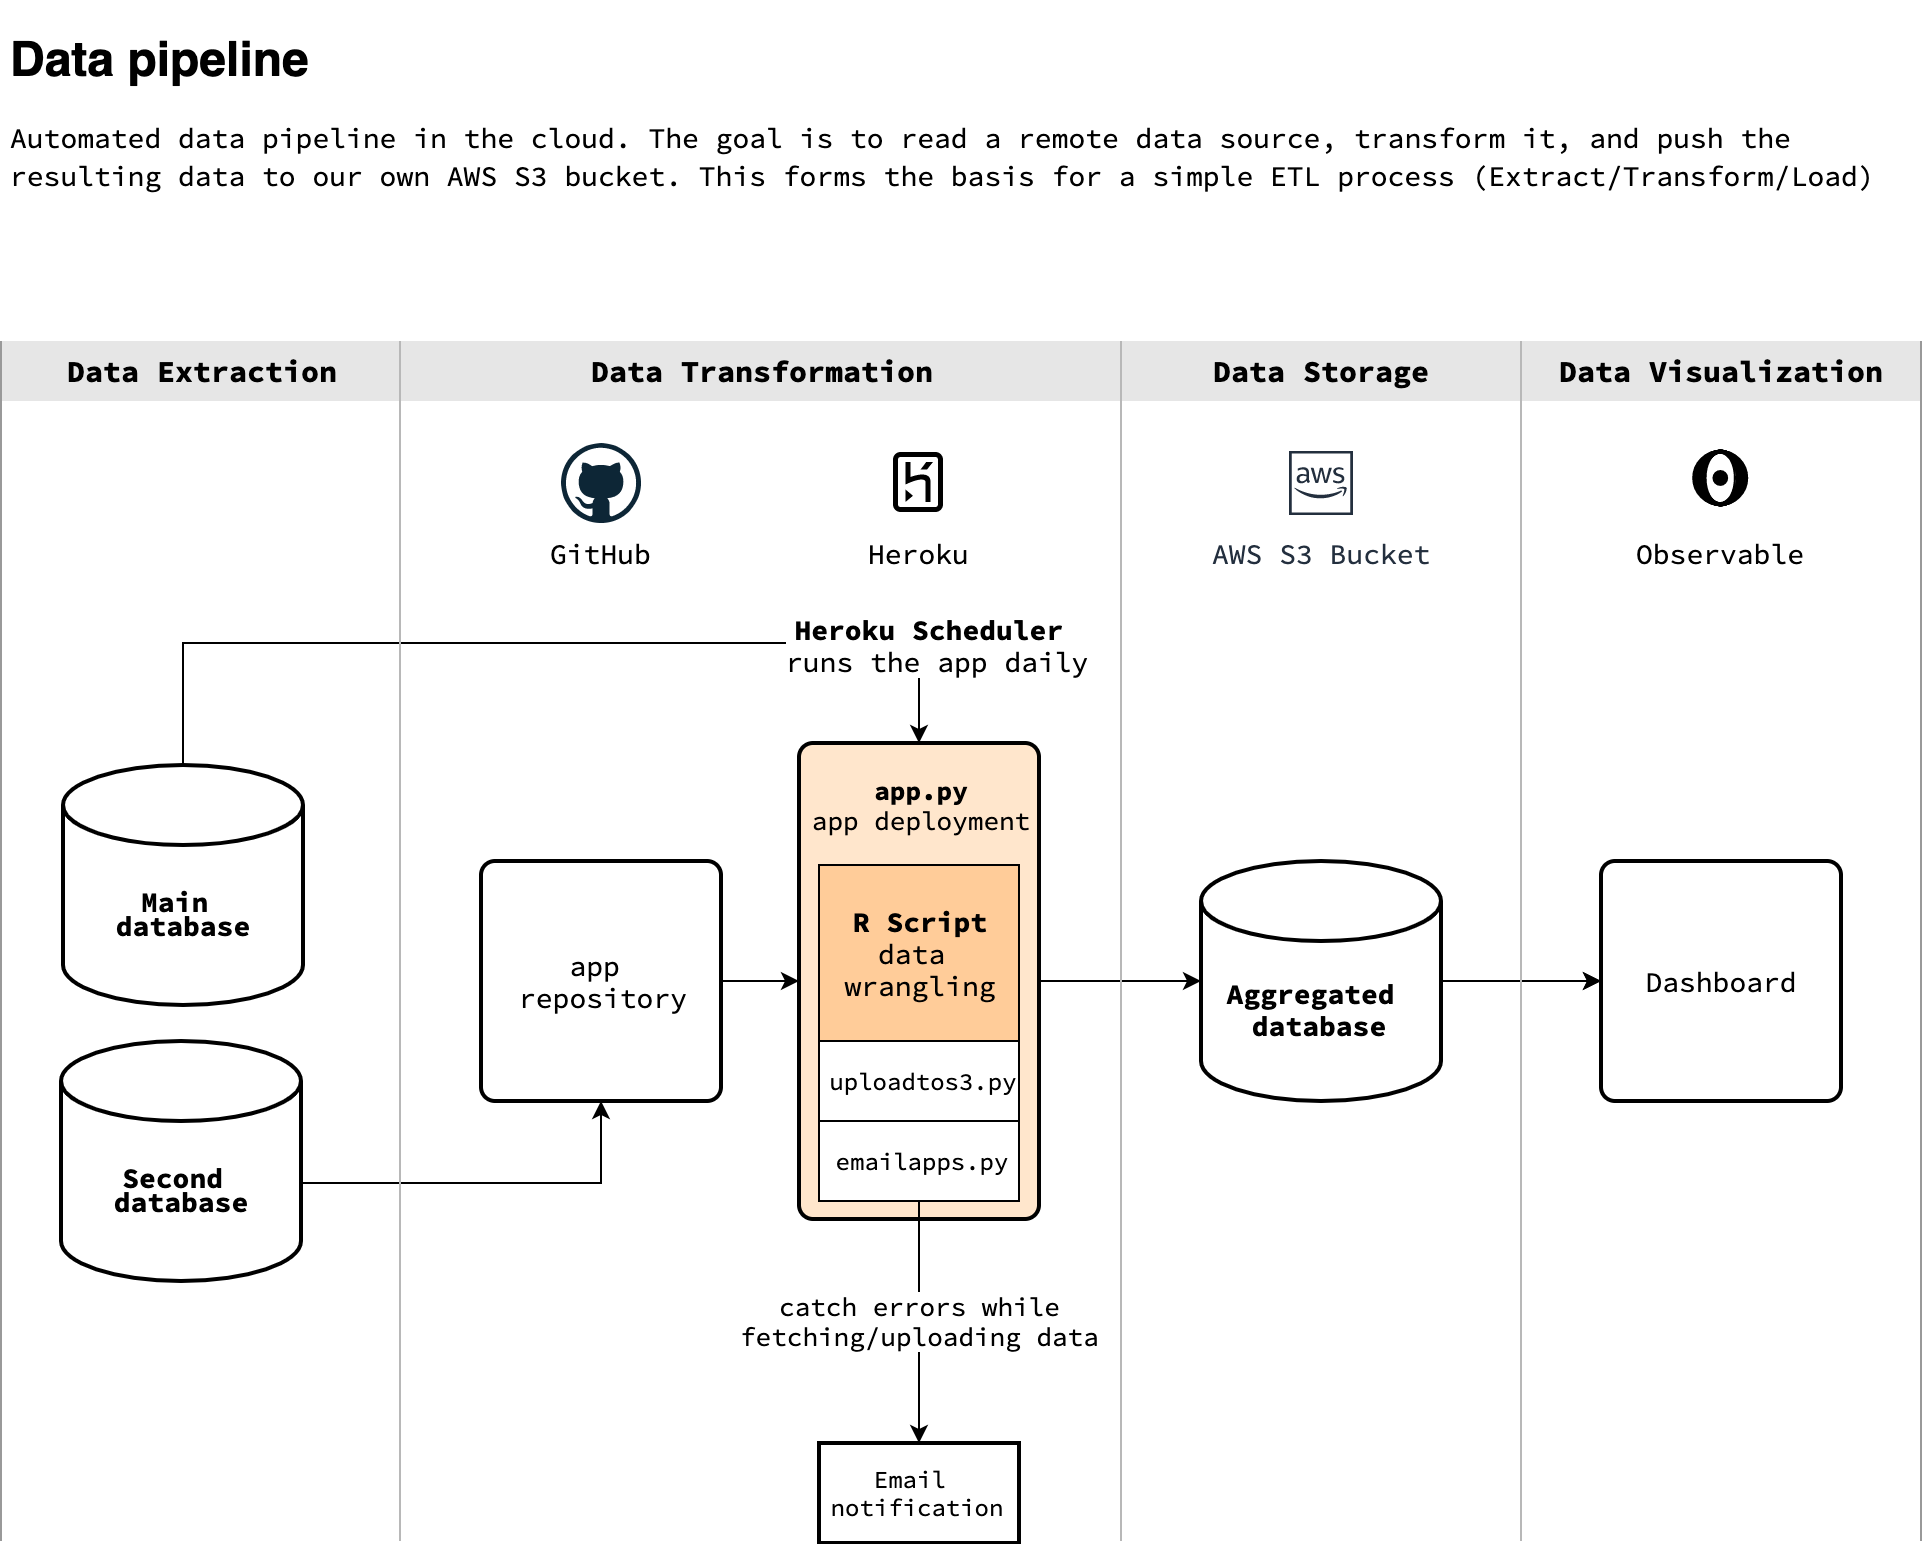 Data pipeline
Automated data pipeline in the cloud. The goal is to read a remote data source, transform it, and push the
resulting data to our own AWS S3 bucket. This forms the basis for a simple ETL process (Extract/Transform/Load)
Data Extraction
Data Transformation
Data Storage
Data Visualization
aws
GitHub
Heroku
AWS S3 Bucket
Observable
Heroku Scheduler
runs the app daily
app.py
app deployment
Main
database
R Script
data
wrangling
app
repository
Aggregated
database
Dashboard
uploadtos3.py
emailapps.py
Second
database
catch errors while
fetching/uploading data
Email
notification